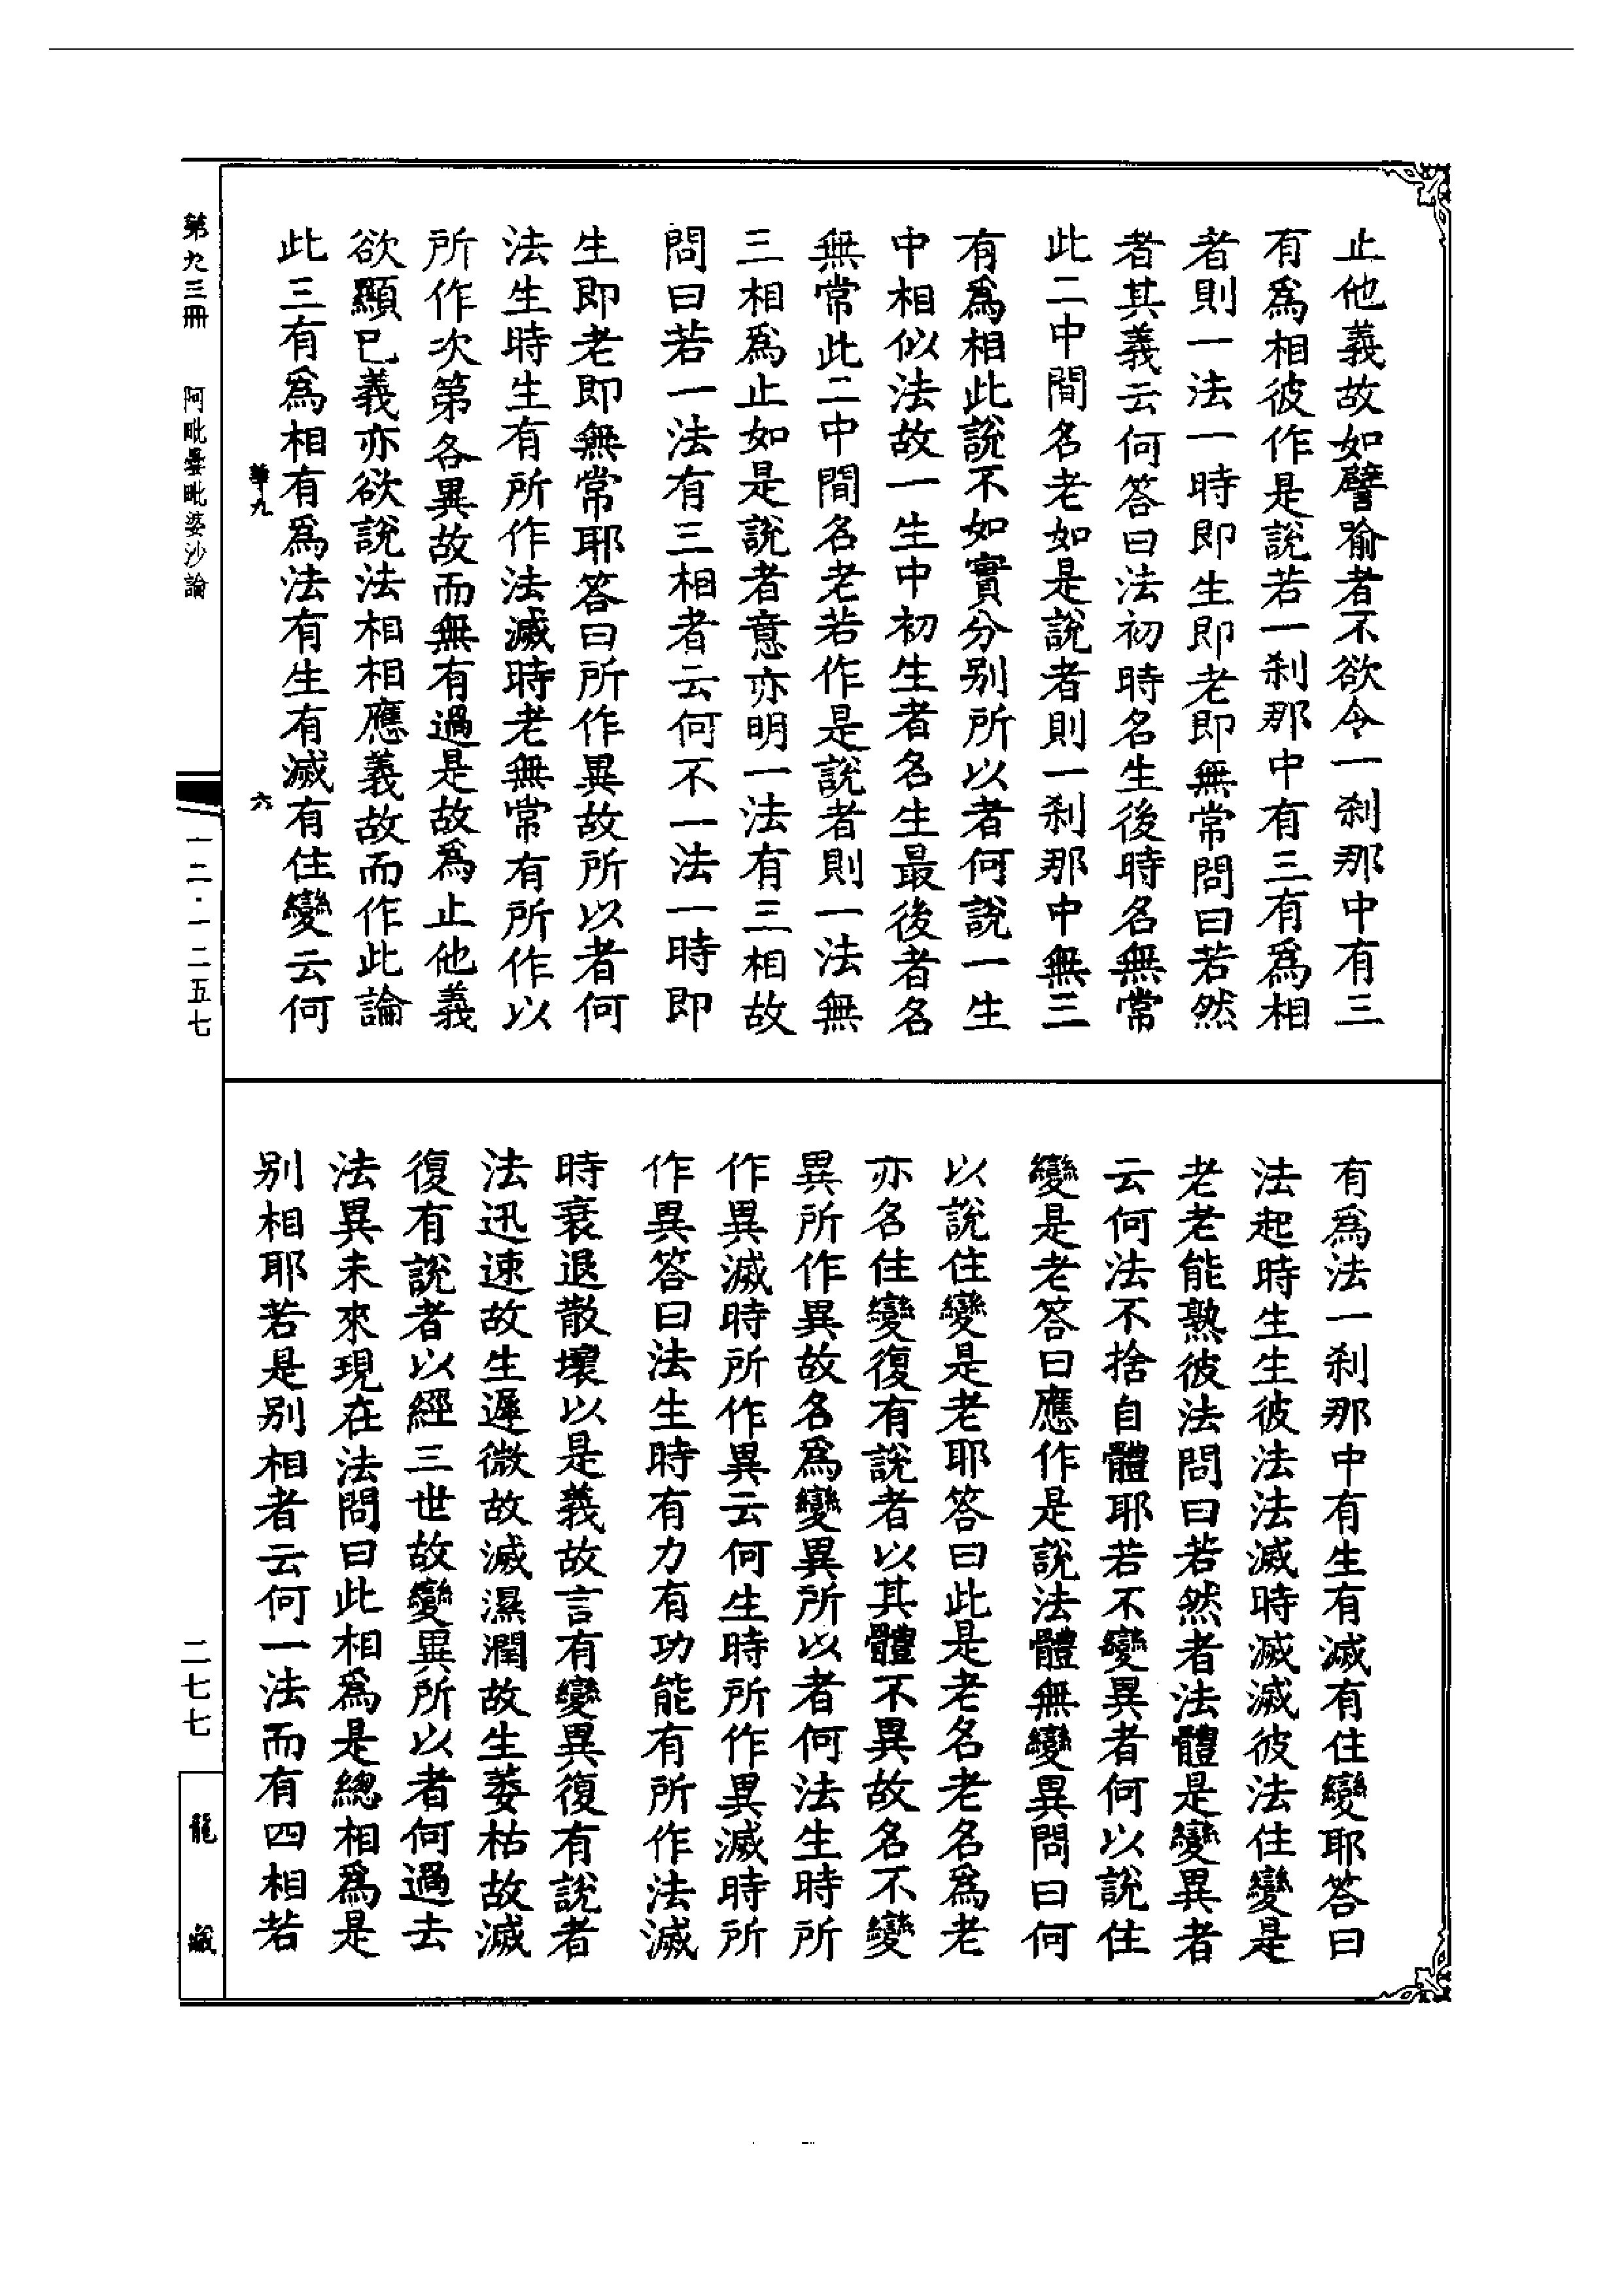 止他義故如譬喻者不欲令一刹那中有三
有為相彼作是說若一刹那中有三有為相
者則一法一時即生即老即無常問曰若然
者其義云何答曰法初時名生後時名無常
此二中間名老如是說者則一刹那中無三
有為相此說不如實分別所以者何說一生
中相似法故一生中初生者名生最後者名
無常此二中間名老若作是說者則一法無
三相為止如是說者意亦明一法有三相故
問曰若一法有三相者云何不一法一時即
生即老即無常耶答曰所作異故所以者何
法生時生有所作法滅時老無常有所作以
所作次第各異故而無有過是故為止他義
欲顯已義亦欲說法相相應義故而作此論
此三有為相有為法有生有滅有住變云何
有為法一刹那中有生有滅有住變耶答曰
法起時生生彼法法滅時滅滅彼法住變是
老老能熟彼法問曰若然者法體是變異者
云何法不捨自體耶若不變異者何以說住
變是老答曰應作是說法體無變異問曰何
以說住變是老耶答曰此是老名老名為老
亦名住變復有說者以其體不異故名不變
異所作異故名為變異所以者何法生時所
作異滅時所作異云何生時所作異滅時所
作異答曰法生時有力有功能有所作法滅
時衰退散壞以是義故言有變異復有說者
法迅速故生遲微故滅濕潤故生萎枯故滅
復有說者以經三世故變異所以者何過去
法異未來現在法問曰此相為是總相為是
別相耶若是別相者云何一法而有四相若
第九三冊 阿毗曇毗婆沙論
華九 六
一二·一二五七
二七七
龍藏